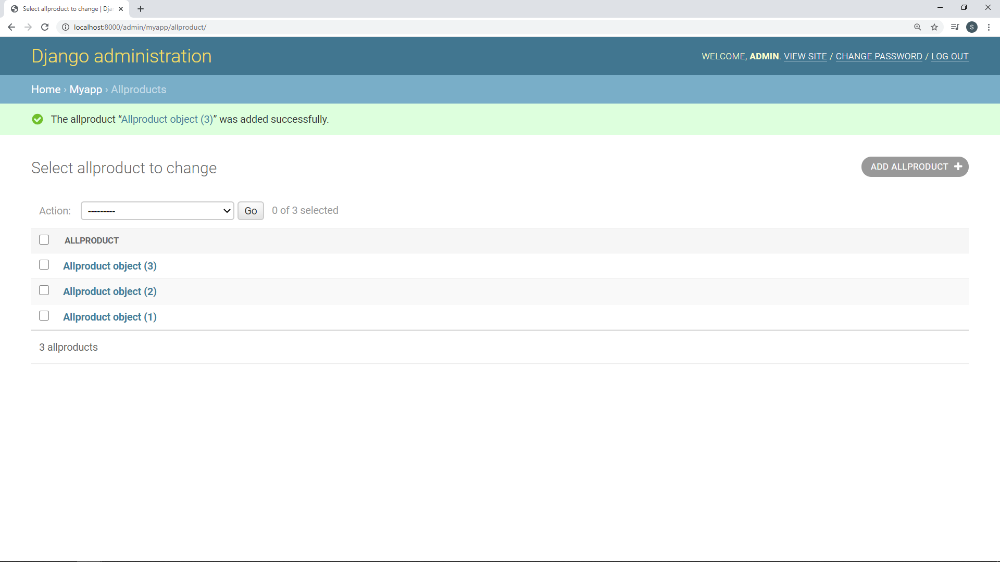 Select allproduct to change | Dja
localhost:8000/admin/myapp/allproduct/
S
Django administration
WELCOME, ADMIN. VIEW SITE / CHANGE PASSWORD / LOG OUT
Home › Myapp › Allproducts
The allproduct “Allproduct object (3)” was added successfully.
Select allproduct to change
ADD ALLPRODUCT
Action: --------- Go 0 of 3 selected
ALLPRODUCT
Allproduct object (3)
Allproduct object (2)
Allproduct object (1)
3 allproducts